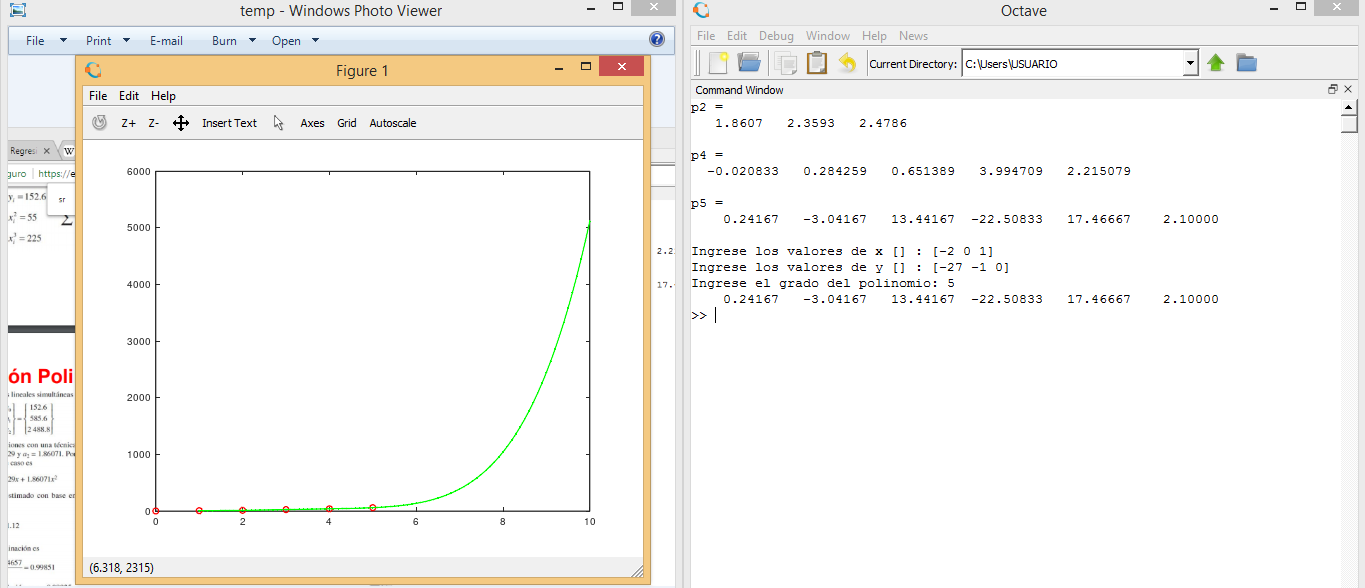 temp - Windows Photo Viewer
File Print E-mail Burn Open
Figure 1
File Edit Help
Z+ Z- Insert Text Axes Grid Autoscale
6000
5000
4000
3000
2000
1000
0
0 2 4 6 8 10
(6.318, 2315)
Regres W
guro https://e
= 152.6
sr
= 55
Σ
= 225
2.2
17.
ón Poli
lineales simultáneas
152.6
585.6
2 488.8
iones con una técnica
29 y a₂ = 1.86071. Por
caso es
29x + 1.86071x²
stimado con base en
1.12
inación es
4657
= 0.99851
Octave
File Edit Debug Window Help News
Current Directory: C:\Users\USUARIO
Command Window
p2 =
1.8607 2.3593 2.4786
p4 =
-0.020833 0.284259 0.651389 3.994709 2.215079
p5 =
0.24167 -3.04167 13.44167 -22.50833 17.46667 2.10000
Ingrese los valores de x [] : [-2 0 1]
Ingrese los valores de y [] : [-27 -1 0]
Ingrese el grado del polinomio: 5
0.24167 -3.04167 13.44167 -22.50833 17.46667 2.10000
>>